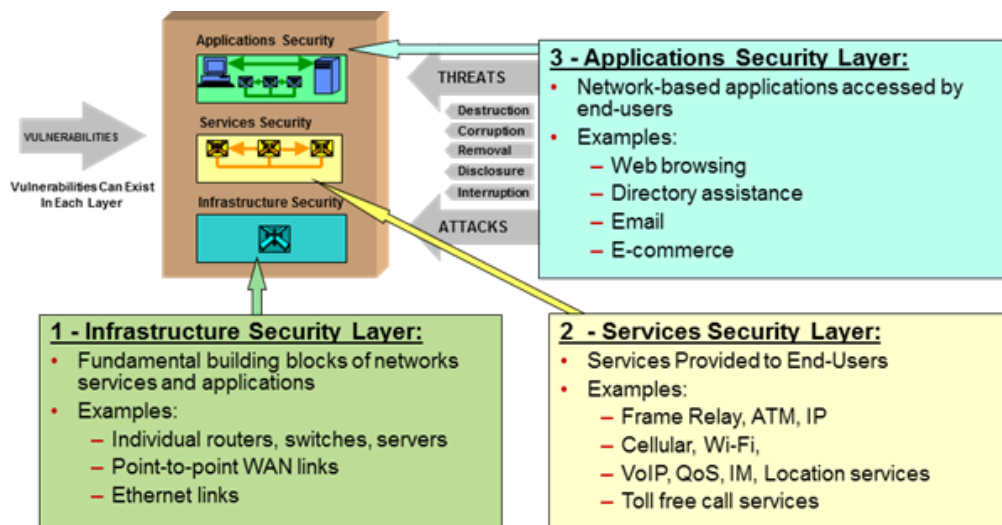 Applications Security
Services Security
Infrastructure Security
VULNERABILITIES
Vulnerabilities Can Exist
In Each Layer
THREATS
Destruction
Corruption
Removal
Disclosure
Interruption
ATTACKS
3 - Applications Security Layer:
• Network-based applications accessed by
end-users
• Examples:
– Web browsing
– Directory assistance
– Email
– E-commerce
1 - Infrastructure Security Layer:
• Fundamental building blocks of networks
services and applications
• Examples:
– Individual routers, switches, servers
– Point-to-point WAN links
– Ethernet links
2 - Services Security Layer:
• Services Provided to End-Users
• Examples:
– Frame Relay, ATM, IP
– Cellular, Wi-Fi,
– VoIP, QoS, IM, Location services
– Toll free call services